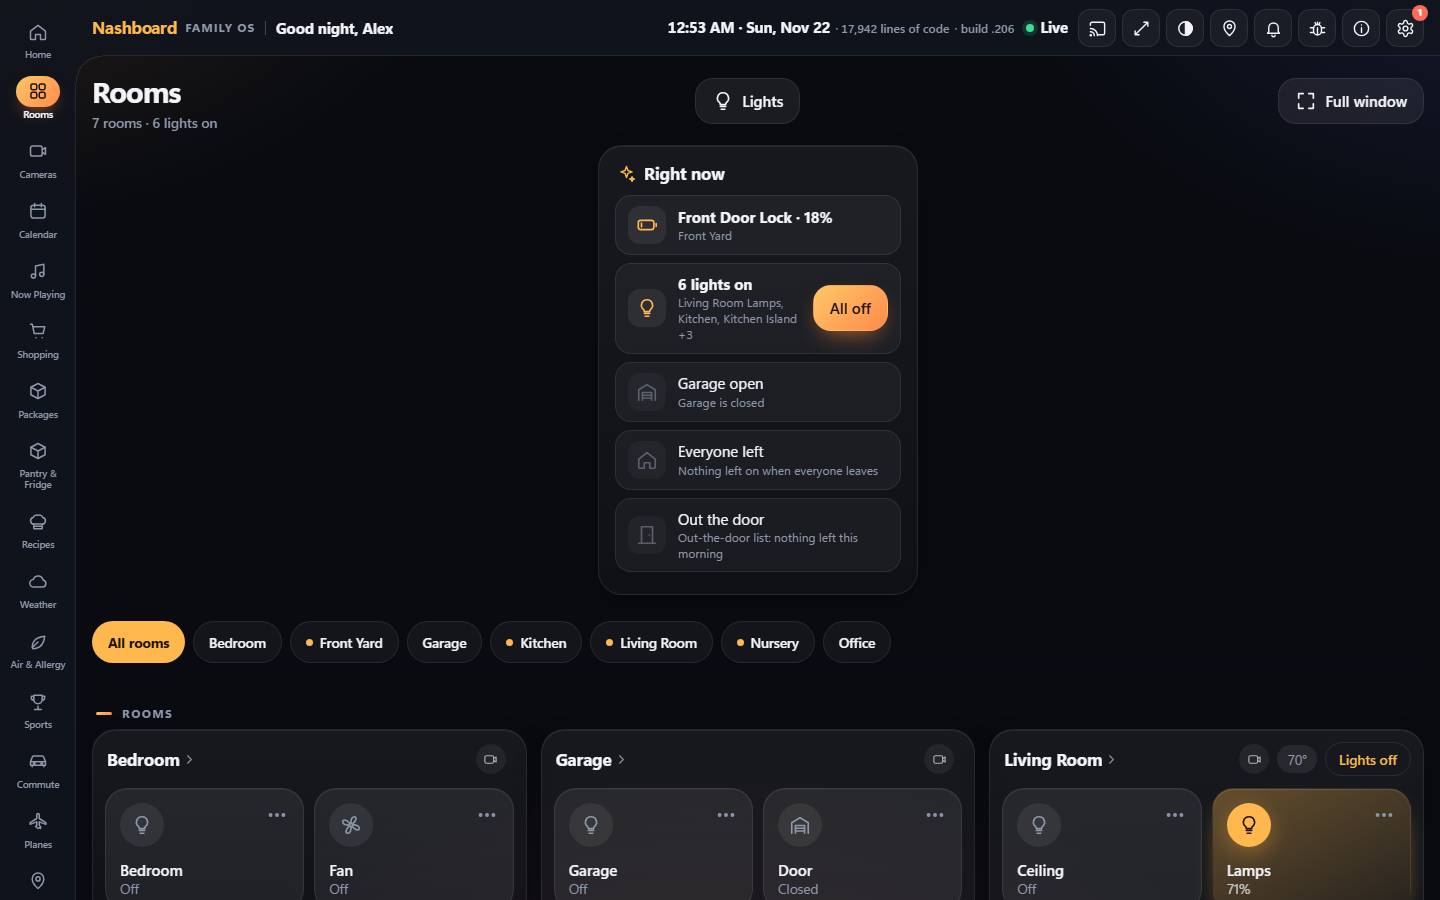 Nashboard FAMILY OS Good night, Alex
12:53 AM · Sun, Nov 22 · 17,942 lines of code · build .206 Live
1
Home
Rooms
Cameras
Calendar
Now Playing
Shopping
Packages
Pantry &
Fridge
Recipes
Weather
Air & Allergy
Sports
Commute
Planes
Rooms
7 rooms · 6 lights on
Lights
Full window
Right now
Front Door Lock · 18%
Front Yard
6 lights on
Living Room Lamps,
Kitchen, Kitchen Island
+3
All off
Garage open
Garage is closed
Everyone left
Nothing left on when everyone leaves
Out the door
Out-the-door list: nothing left this
morning
All rooms Bedroom Front Yard Garage Kitchen Living Room Nursery Office
ROOMS
Bedroom
Bedroom
Off
Fan
Off
Garage
Garage
Off
Door
Closed
Living Room 70° Lights off
Ceiling
Off
Lamps
71%